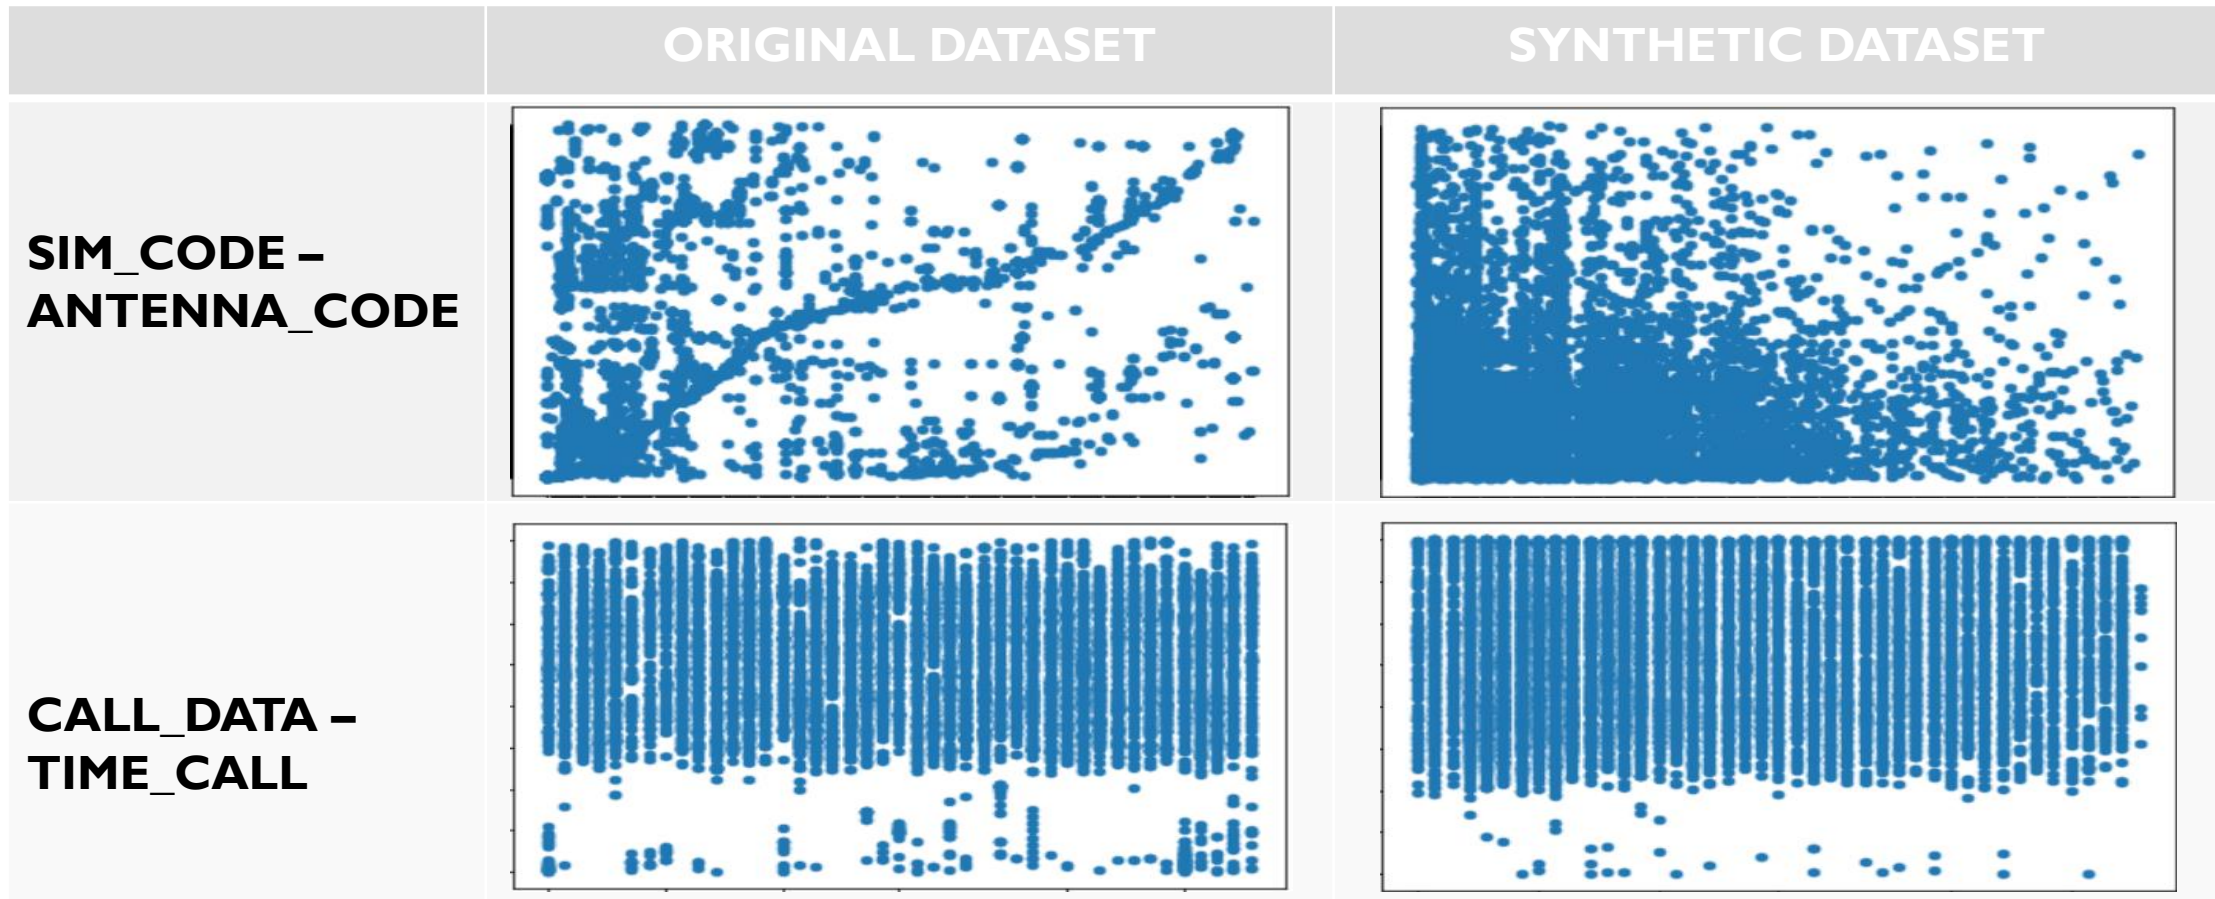 ORIGINAL DATASET
SYNTHETIC DATASET
SIM_CODE –
ANTENNA_CODE
CALL_DATA –
TIME_CALL